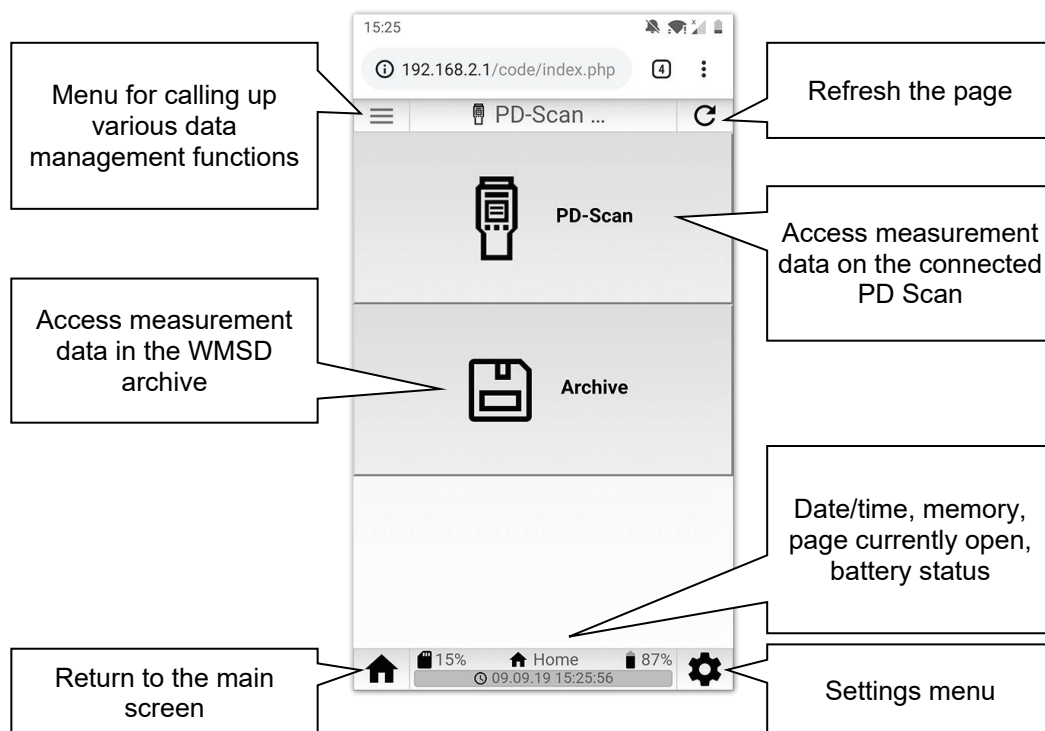 15:25
192.168.2.1/code/index.php
4
Menu for calling up
various data
management functions
PD-Scan ...
Refresh the page
PD-Scan
Access measurement
data on the connected
PD Scan
Access measurement
data in the WMSD
archive
Archive
Date/time, memory,
page currently open,
battery status
15% Home 87%
09.09.19 15:25:56
Return to the main
screen
Settings menu